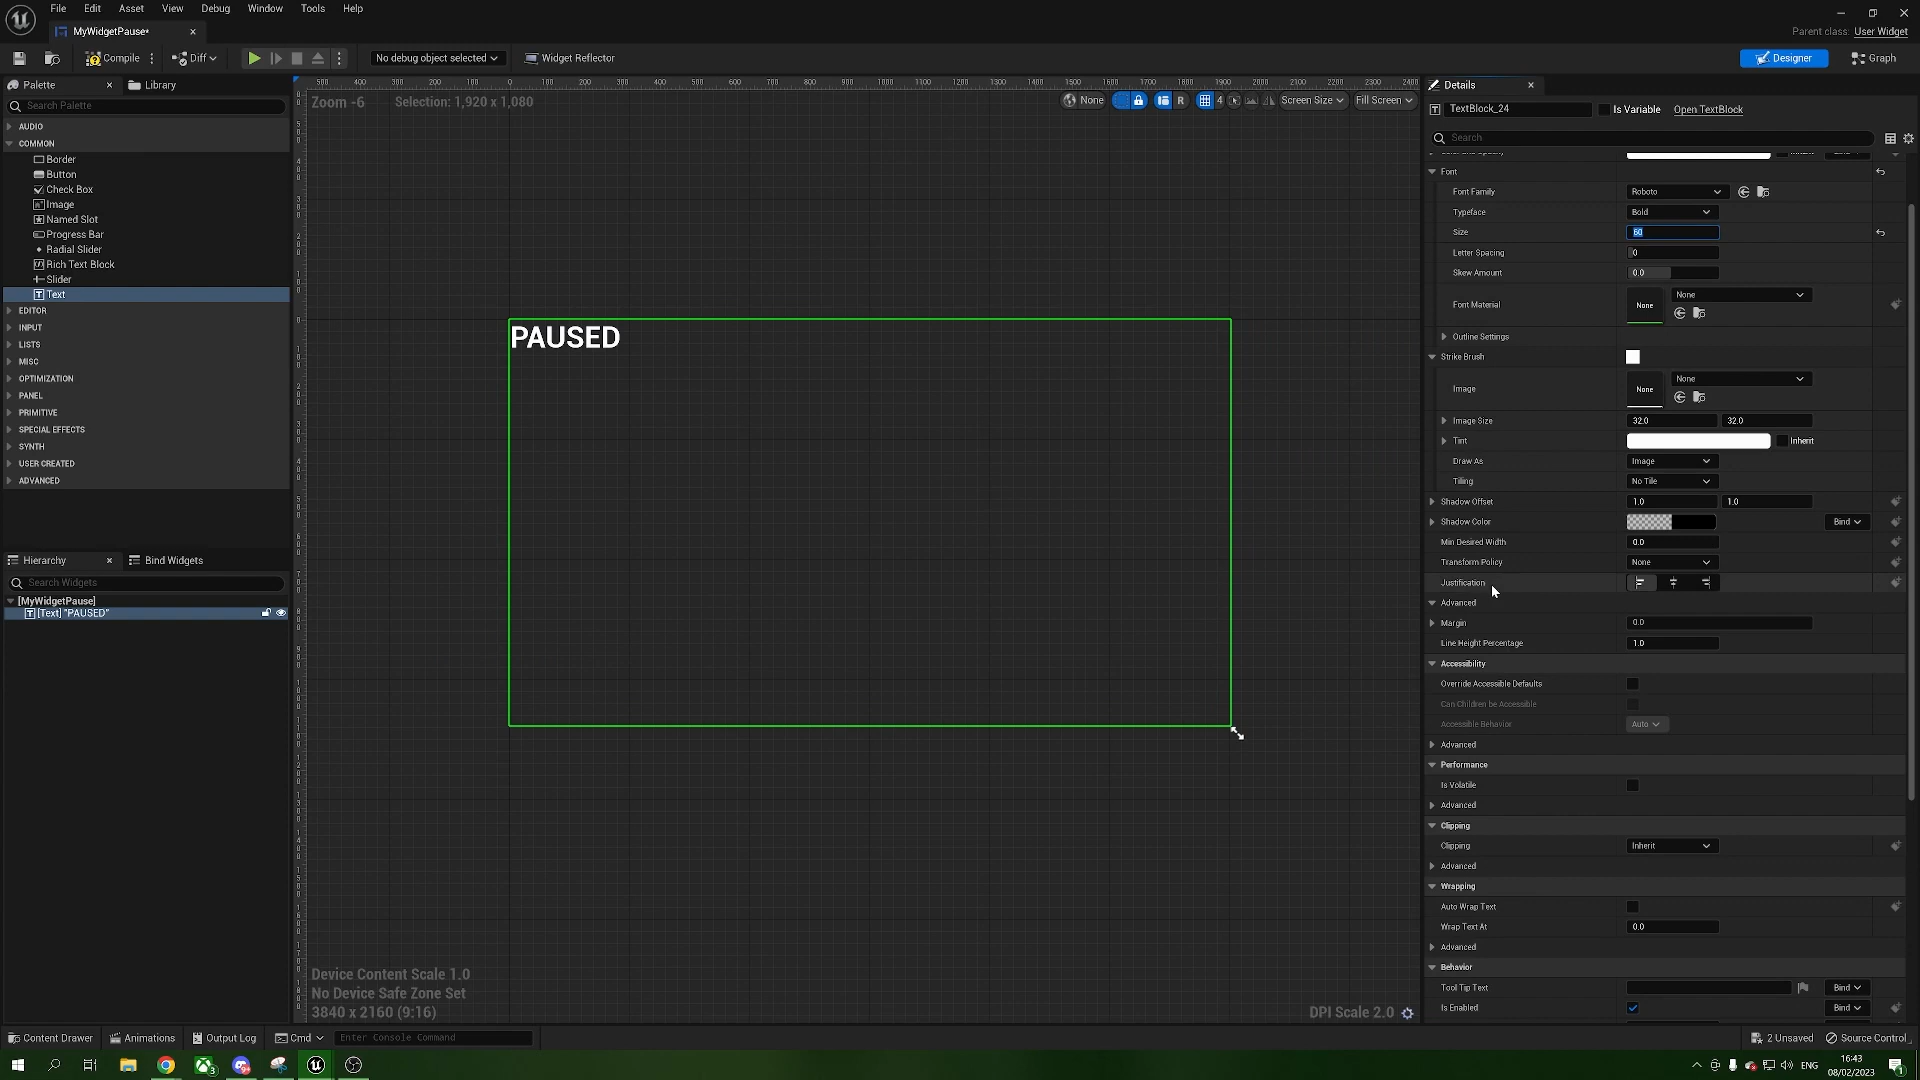 File Edit Asset View Debug Window Tools Help
MyWidgetPause*
Parent class: User Widget
Compile Diff No debug object selected Widget Reflector Designer Graph
Palette Library
Search Palette
AUDIO
COMMON
Border
Button
Check Box
Image
Named Slot
Progress Bar
Radial Slider
Rich Text Block
Slider
Text
EDITOR
INPUT
LISTS
MISC
OPTIMIZATION
PANEL
PRIMITIVE
SPECIAL EFFECTS
SYNTH
USER CREATED
ADVANCED
Hierarchy Bind Widgets
Search Widgets
[MyWidgetPause]
[Text] "PAUSED"
Zoom -6 Selection: 1,920 x 1,080
None R 4 Screen Size Fill Screen
PAUSED
Device Content Scale 1.0
No Device Safe Zone Set
3840 x 2160 (9:16)
DPI Scale 2.0
Details
TextBlock_24 Is Variable Open TextBlock
Search
Font
Font Family Roboto
Typeface Bold
Size 60
Letter Spacing 0
Skew Amount 0.0
Font Material None None
Outline Settings
Strike Brush
Image None None
Image Size 32.0 32.0
Tint Inherit
Draw As Image
Tiling No Tile
Shadow Offset 1.0 1.0
Shadow Color Bind
Min Desired Width 0.0
Transform Policy None
Justification
Advanced
Margin 0.0
Line Height Percentage 1.0
Accessibility
Override Accessible Defaults
Can Children be Accessible
Accessible Behavior Auto
Advanced
Performance
Is Volatile
Advanced
Clipping
Clipping Inherit
Advanced
Wrapping
Auto Wrap Text
Wrap Text At 0.0
Advanced
Behavior
Tool Tip Text Bind
Is Enabled Bind
Content Drawer Animations Output Log Cmd Enter Console Command 2 Unsaved Source Control
ENG 16:43
08/02/2023